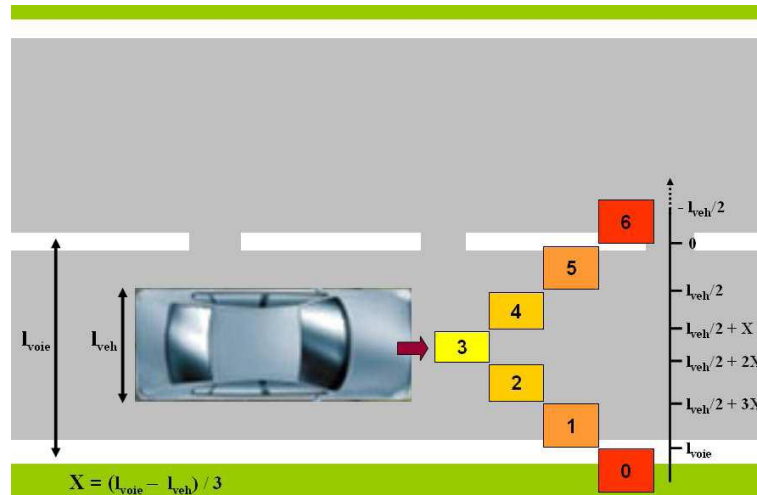 6
- lveh/2
0
5
lveh/2
4
lveh/2 + X
lvoie
lveh
3
lveh/2 + 2X
2
lveh/2 + 3X
1
lvoie
0
X = (lvoie - lveh) / 3